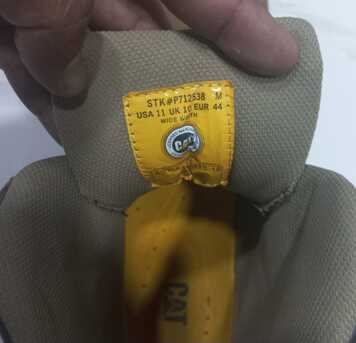 STK#P712538 M
USA 11 UK 10 EUR 44
WIDE WIDTH
CAT
CAT